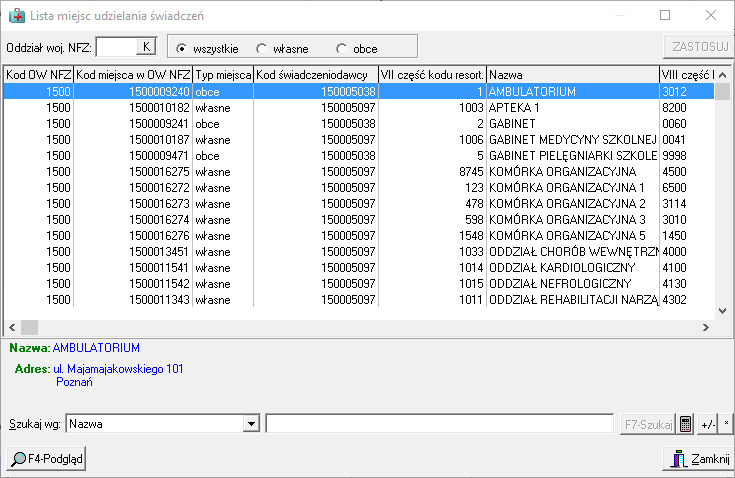 Lista miejsc udzielania świadczeń
Oddział woj. NFZ: K wszystkie własne obce ZASTOSUJ
Kod OW NFZ Kod miejsca w OW NFZ Typ miejsca Kod świadczeniodawcy VII część kodu resort. Nazwa VIII część
1500 1500009240 obce 150005038 1 AMBULATORIUM 3012
1500 1500010182 własne 150005097 1003 APTEKA 1 8200
1500 1500009241 obce 150005038 2 GABINET 0060
1500 1500010187 własne 150005097 1006 GABINET MEDYCYNY SZKOLNEJ 0041
1500 1500009471 obce 150005038 5 GABINET PIELĘGNIARKI SZKOLE 9998
1500 1500016275 własne 150005097 8745 KOMÓRKA ORGANIZACYJNA 4500
1500 1500016272 własne 150005097 123 KOMÓRKA ORGANIZACYJNA 1 6500
1500 1500016273 własne 150005097 478 KOMÓRKA ORGANIZACYJNA 2 3114
1500 1500016274 własne 150005097 598 KOMÓRKA ORGANIZACYJNA 3 3010
1500 1500016276 własne 150005097 1548 KOMÓRKA ORGANIZACYJNA 5 1450
1500 1500013451 własne 150005097 1033 ODDZIAŁ CHORÓB WEWNĘTRZN 4000
1500 1500011541 własne 150005097 1014 ODDZIAŁ KARDIOLOGICZNY 4100
1500 1500011542 własne 150005097 1015 ODDZIAŁ NEFROLOGICZNY 4130
1500 1500011343 własne 150005097 1011 ODDZIAŁ REHABILITACJI NARZĄ 4302
Nazwa: AMBULATORIUM
Adres: ul. Majamajakowskiego 101
Poznań
Szukaj wg: Nazwa F7-Szukaj +/- *
F4-Podgląd Zamknij